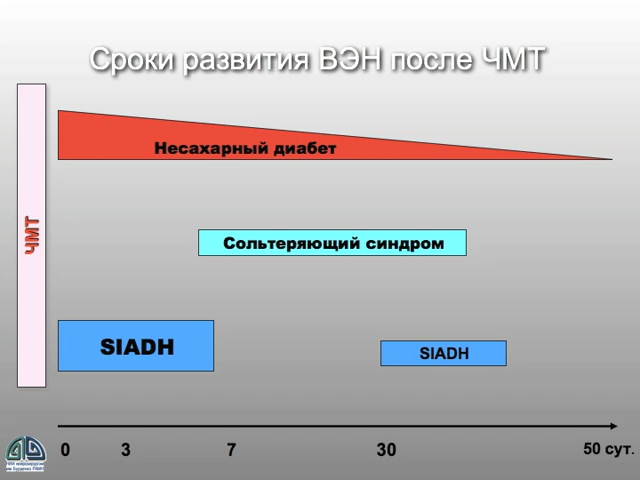 Сроки развития ВЭН после ЧМТ
ЧМТ
Несахарный диабет
Сольтеряющий синдром
SIADH
SIADH
0 3 7 30 50 сут.